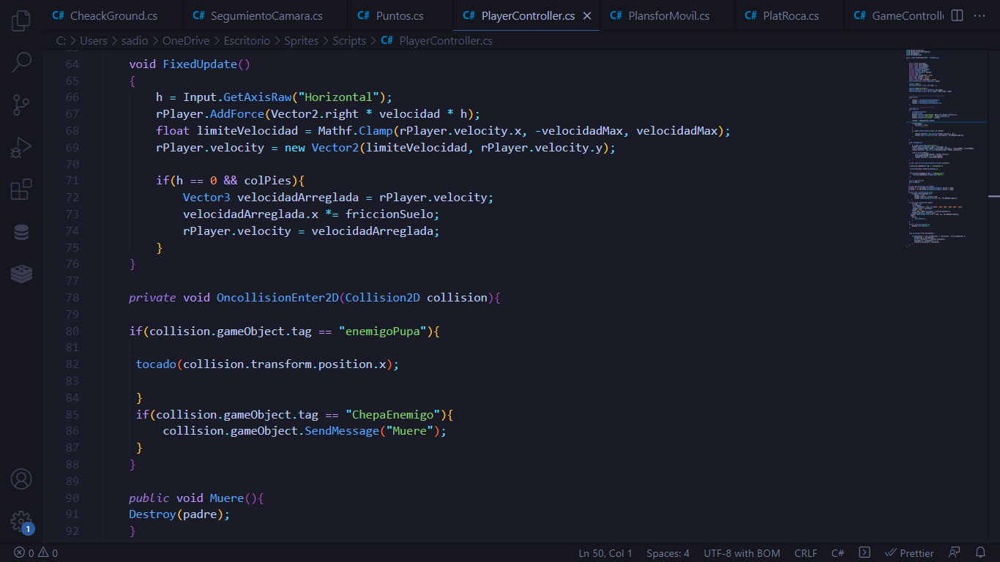 C# CheackGround.cs C# SegumientoCamara.cs C# Puntos.cs C# PlayerController.cs C# PlansforMovil.cs C# PlatRoca.cs C# GameControll
C: > Users > sadio > OneDrive > Escritorio > Sprites > Scripts > C# PlayerController.cs
64 void FixedUpdate()
65 {
66 h = Input.GetAxisRaw("Horizontal");
67 rPlayer.AddForce(Vector2.right * velocidad * h);
68 float limiteVelocidad = Mathf.Clamp(rPlayer.velocity.x, -velocidadMax, velocidadMax);
69 rPlayer.velocity = new Vector2(limiteVelocidad, rPlayer.velocity.y);
70
71 if(h == 0 && colPies){
72 Vector3 velocidadArreglada = rPlayer.velocity;
73 velocidadArreglada.x *= friccionSuelo;
74 rPlayer.velocity = velocidadArreglada;
75 }
76 }
77
78 private void OncollisionEnter2D(Collision2D collision){
79
80 if(collision.gameObject.tag == "enemigoPupa"){
81
82 tocado(collision.transform.position.x);
83
84 }
85 if(collision.gameObject.tag == "ChepaEnemigo"){
86 collision.gameObject.SendMessage("Muere");
87 }
88 }
89
90 public void Muere(){
91 Destroy(padre);
92 }
1
0 0 Ln 50, Col 1 Spaces: 4 UTF-8 with BOM CRLF C# Prettier